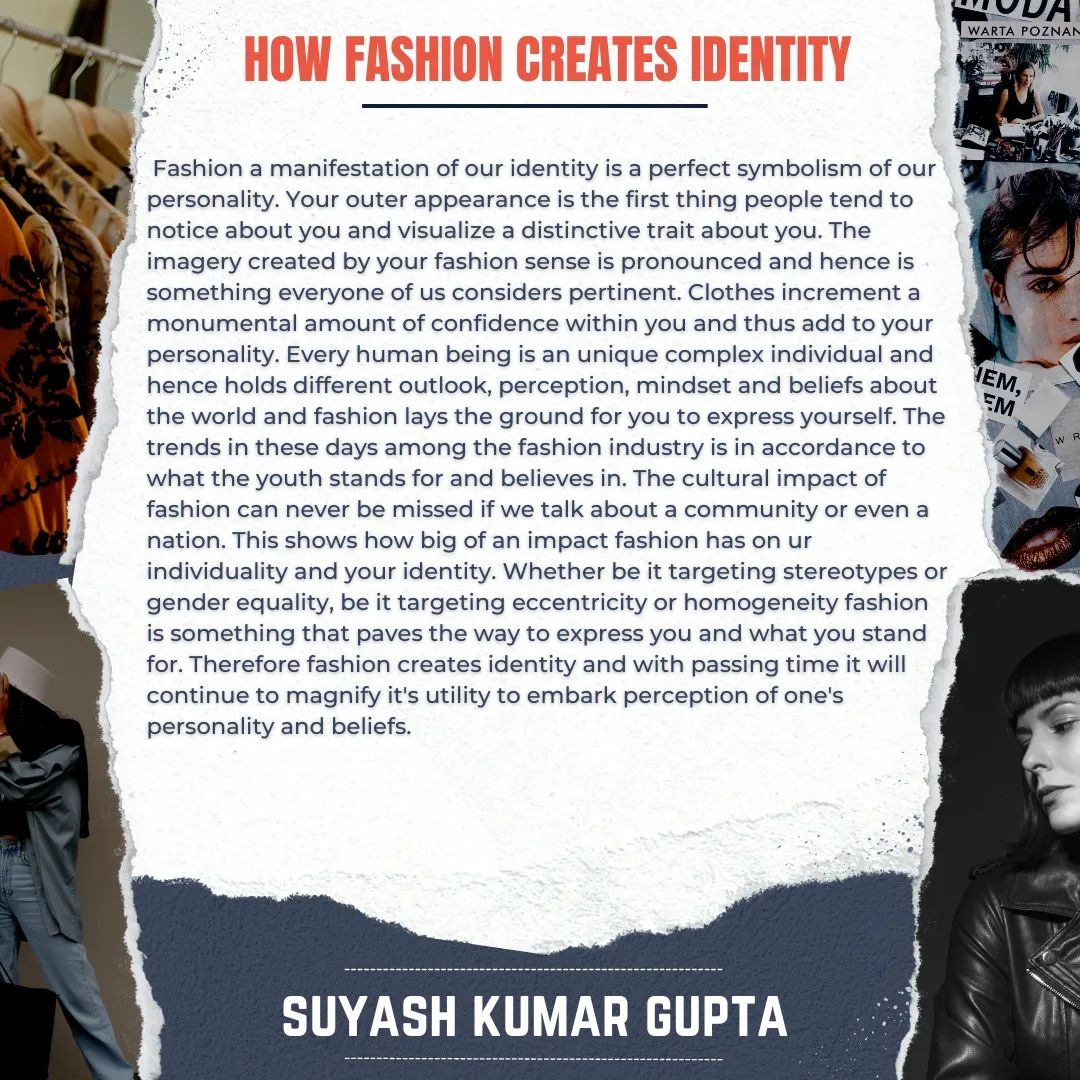 HOW FASHION CREATES IDENTITY
Fashion a manifestation of our identity is a perfect symbolism of our
personality. Your outer appearance is the first thing people tend to
notice about you and visualize a distinctive trait about you. The
imagery created by your fashion sense is pronounced and hence is
something everyone of us considers pertinent. Clothes increment a
monumental amount of confidence within you and thus add to your
personality. Every human being is an unique complex individual and
hence holds different outlook, perception, mindset and beliefs about
the world and fashion lays the ground for you to express yourself. The
trends in these days among the fashion industry is in accordance to
what the youth stands for and believes in. The cultural impact of
fashion can never be missed if we talk about a community or even a
nation. This shows how big of an impact fashion has on ur
individuality and your identity. Whether be it targeting stereotypes or
gender equality, be it targeting eccentricity or homogeneity fashion
is something that paves the way to express you and what you stand
for. Therefore fashion creates identity and with passing time it will
continue to magnify it's utility to embark perception of one's
personality and beliefs.
MODA
WARTA POZNAN
HEM,
EM
W R
SUYASH KUMAR GUPTA